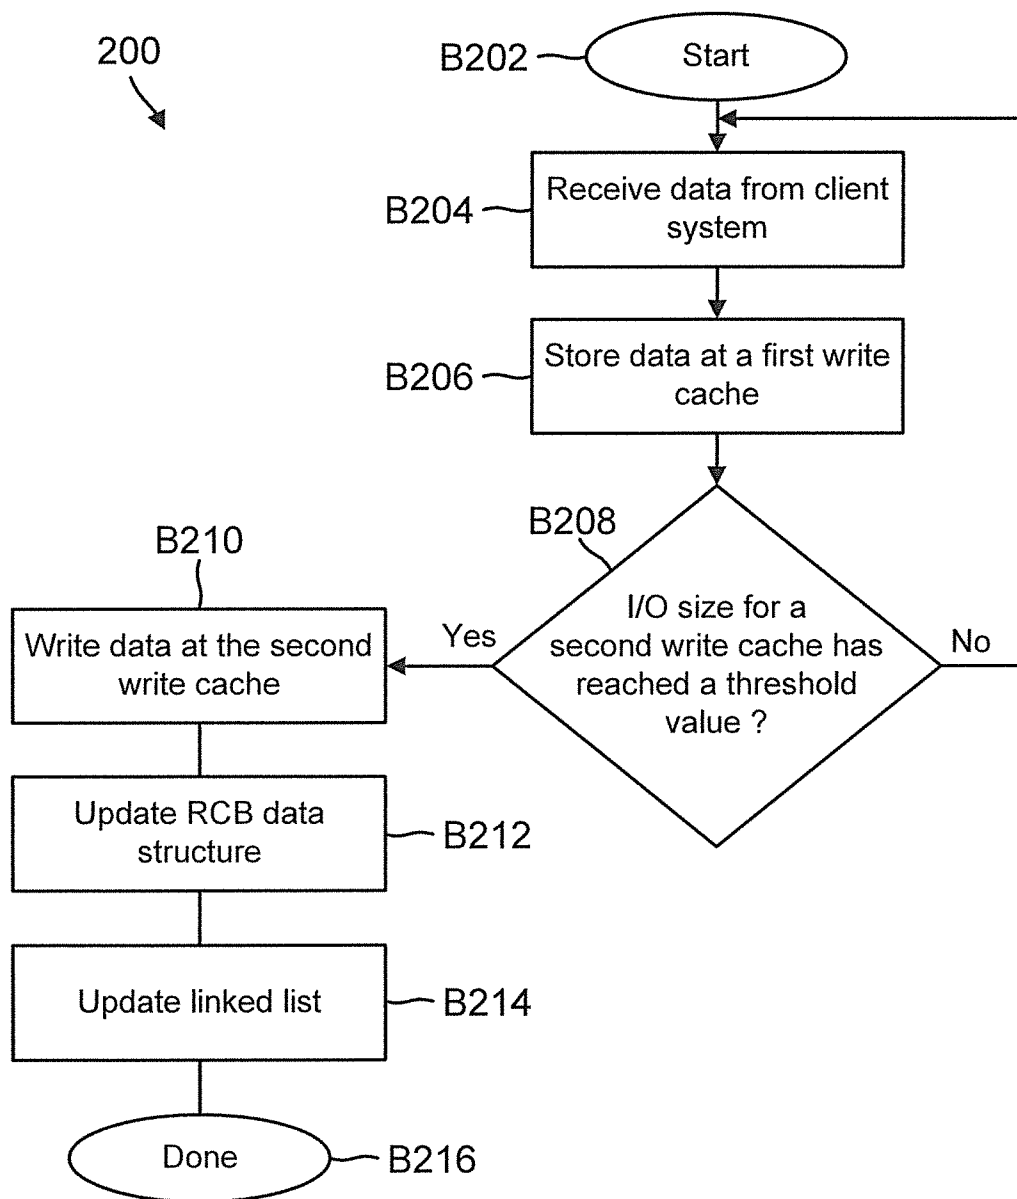 200
B202
Start
B204
Receive data from client
system
B206
Store data at a first write
cache
B208
I/O size for a
second write cache has
reached a threshold
value ?
Yes
No
B210
Write data at the second
write cache
Update RCB data
structure
B212
Update linked list
B214
Done
B216